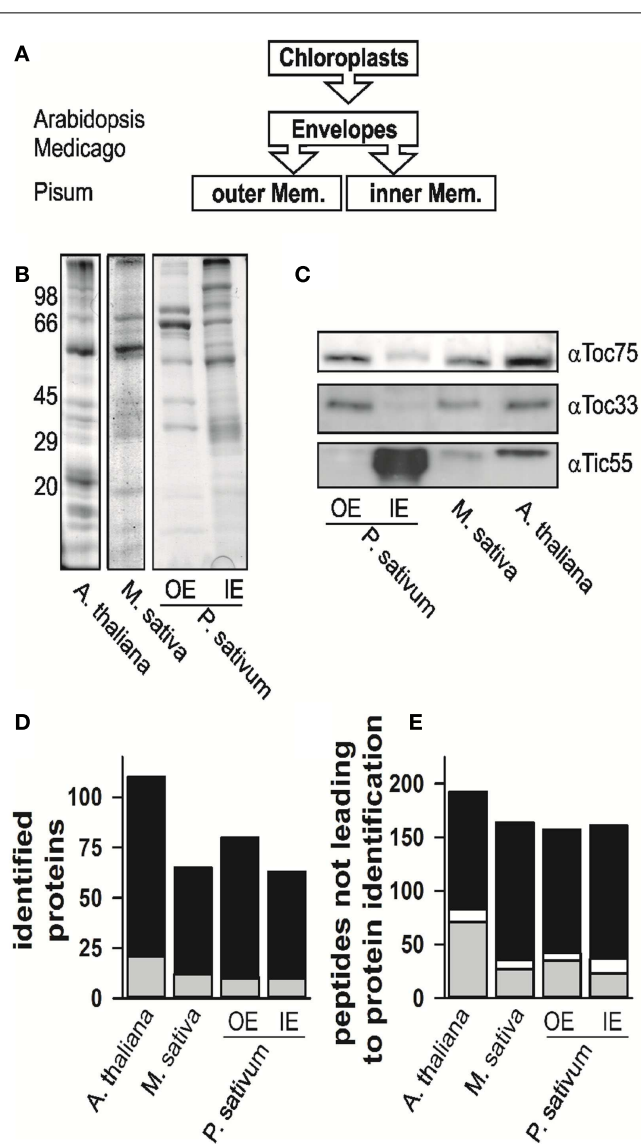 A
Chloroplasts
Arabidopsis
Medicago
Envelopes
Pisum
outer Mem.
inner Mem.
B
98
66
45
29
20
A. thaliana
M. sativa
OE
IE
P. sativum
C
αToc75
αToc33
αTic55
OE
IE
P. sativum
M. sativa
A. thaliana
D
identified
proteins
100
75
50
25
0
A. thaliana
M. sativa
OE
IE
P. sativum
E
peptides not leading
to protein identification
200
150
100
50
0
A. thaliana
M. sativa
OE
IE
P. sativum